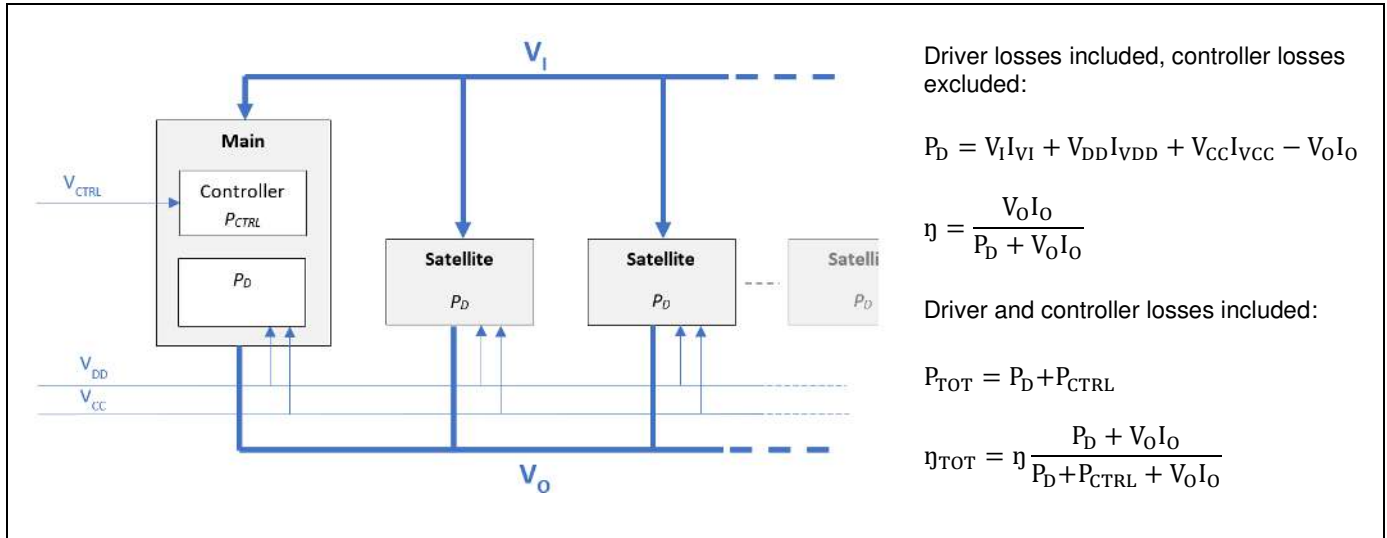 V_I
Main
V_CTRL
Controller
P_CTRL
P_D
Satellite
P_D
Satellite
P_D
Satelli
P_D
V_DD
V_CC
V_O
Driver losses included, controller losses
excluded:
P_D = V_I I_VI + V_DD I_VDD + V_CC I_VCC − V_O I_O
ŋ = V_O I_O / (P_D + V_O I_O)
Driver and controller losses included:
P_TOT = P_D+P_CTRL
ŋ_TOT = ŋ (P_D + V_O I_O) / (P_D+P_CTRL + V_O I_O)